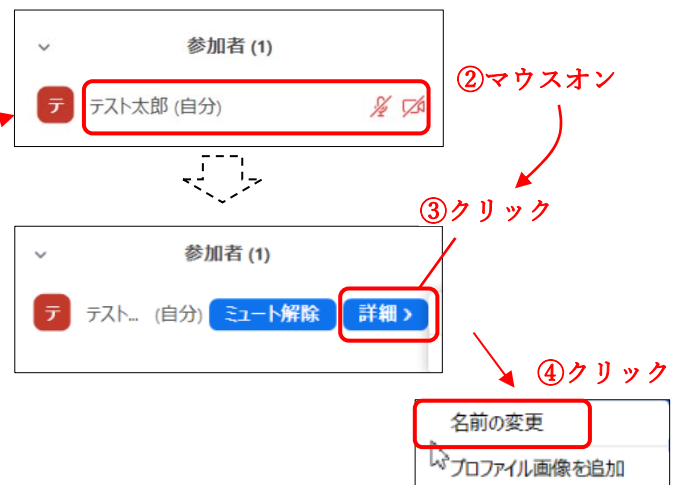 参加者 (1)
テ
テスト太郎 (自分)
②マウスオン
③クリック
参加者 (1)
テ
テスト... (自分)
ミュート解除
詳細 >
④クリック
名前の変更
プロファイル画像を追加